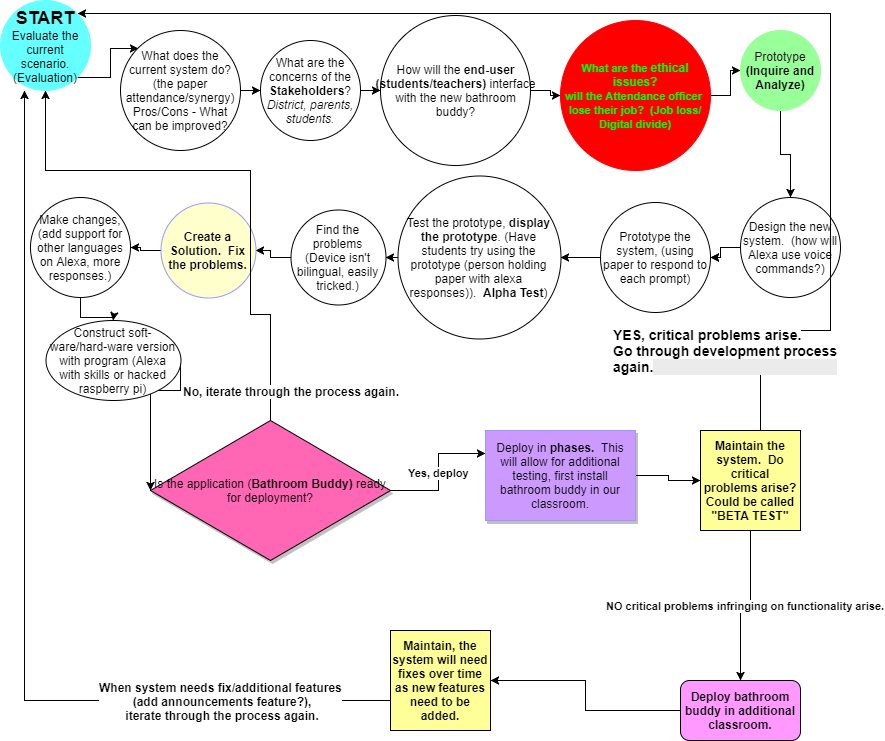 START
Evaluate the
current
scenario.
(Evaluation)
What does the
current system do?
(the paper
attendance/synergy)
Pros/Cons - What
can be improved?
What are the
concerns of the
Stakeholders?
District, parents,
students.
How will the end-user
(students/teachers) interface
with the new bathroom
buddy?
What are the ethical
issues?
will the Attendance officer
lose their job?  (Job loss/
Digital divide)
Prototype
(Inquire and
Analyze)
Design the new
system.  (how will
Alexa use voice
commands?)
Prototype the
system, (using
paper to respond to
each prompt)
Test the prototype, display
the prototype. (Have
students try using the
prototype (person holding
paper with alexa
responses)).  Alpha Test)
Find the
problems
(Device isn't
bilingual, easily
tricked.)
Create a
Solution.  Fix
the problems.
Make changes,
(add support for
other languages
on Alexa, more
responses.)
Construct soft-
ware/hard-ware version
with program (Alexa
with skills or hacked
raspberry pi)
YES, critical problems arise.
Go through development process
again.
No, iterate through the process again.
Is the application (Bathroom Buddy) ready
for deployment?
Yes, deploy
Deploy in phases.  This
will allow for additional
testing, first install
bathroom buddy in our
classroom.
Maintain the
system.  Do
critical
problems arise?
Could be called
"BETA TEST"
NO critical problems infringing on functionality arise.
Deploy bathroom
buddy in additional
classroom.
Maintain, the
system will need
fixes over time
as new features
need to be
added.
When system needs fix/additional features
(add announcements feature?),
iterate through the process again.